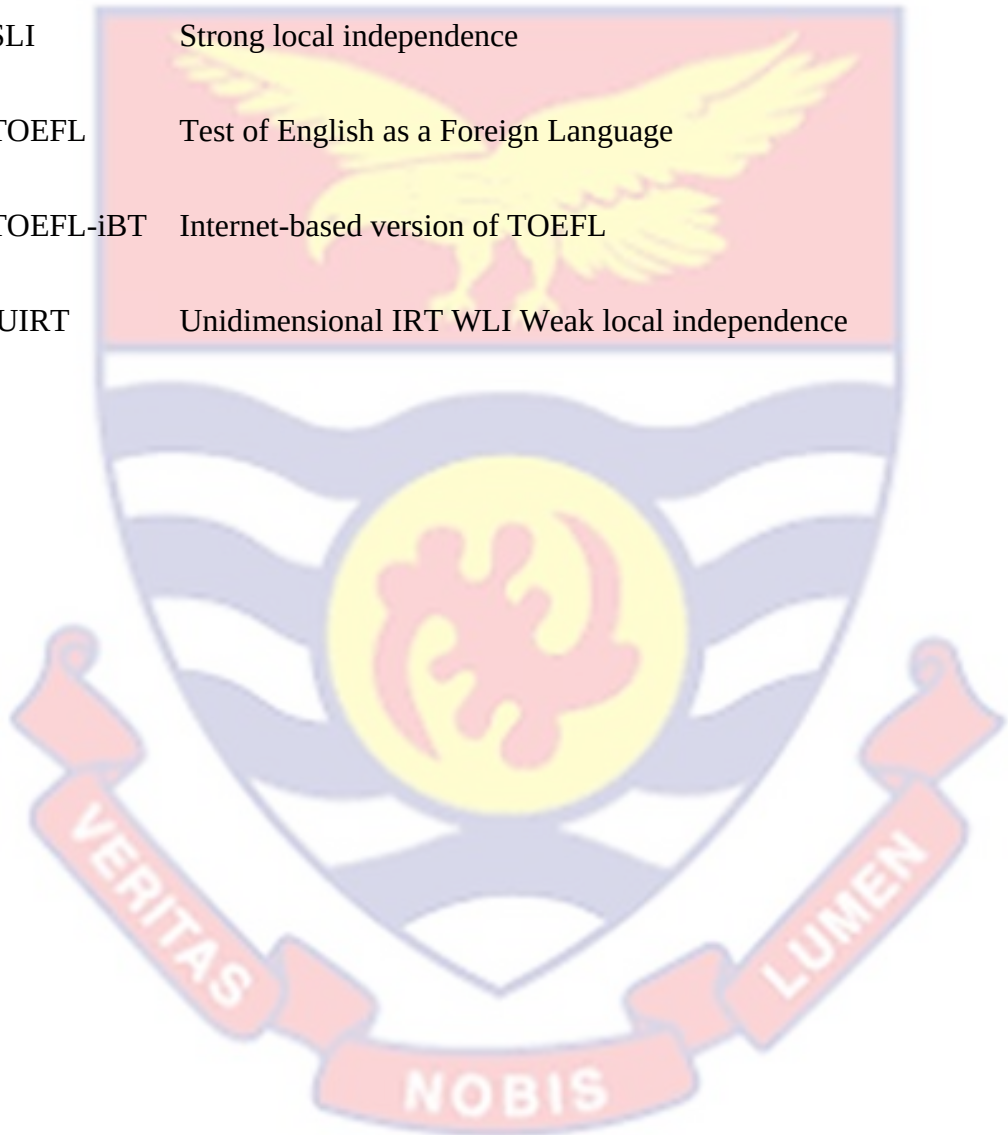 SLI Strong local independence
TOEFL Test of English as a Foreign Language
TOEFL-iBT Internet-based version of TOEFL
UIRT Unidimensional IRT WLI Weak local independence
VERITAS
NOBIS
LUMEN